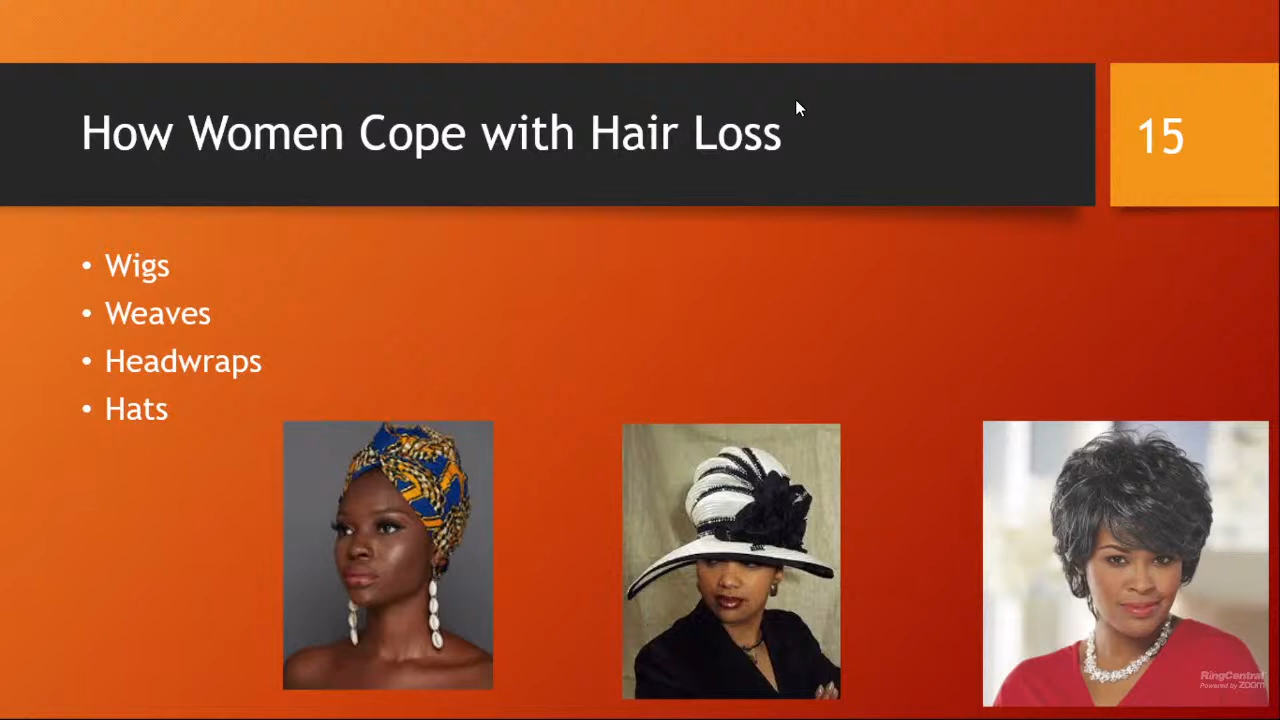 How Women Cope with Hair Loss
15
• Wigs
• Weaves
• Headwraps
• Hats
RingCentral
Powered by zoom